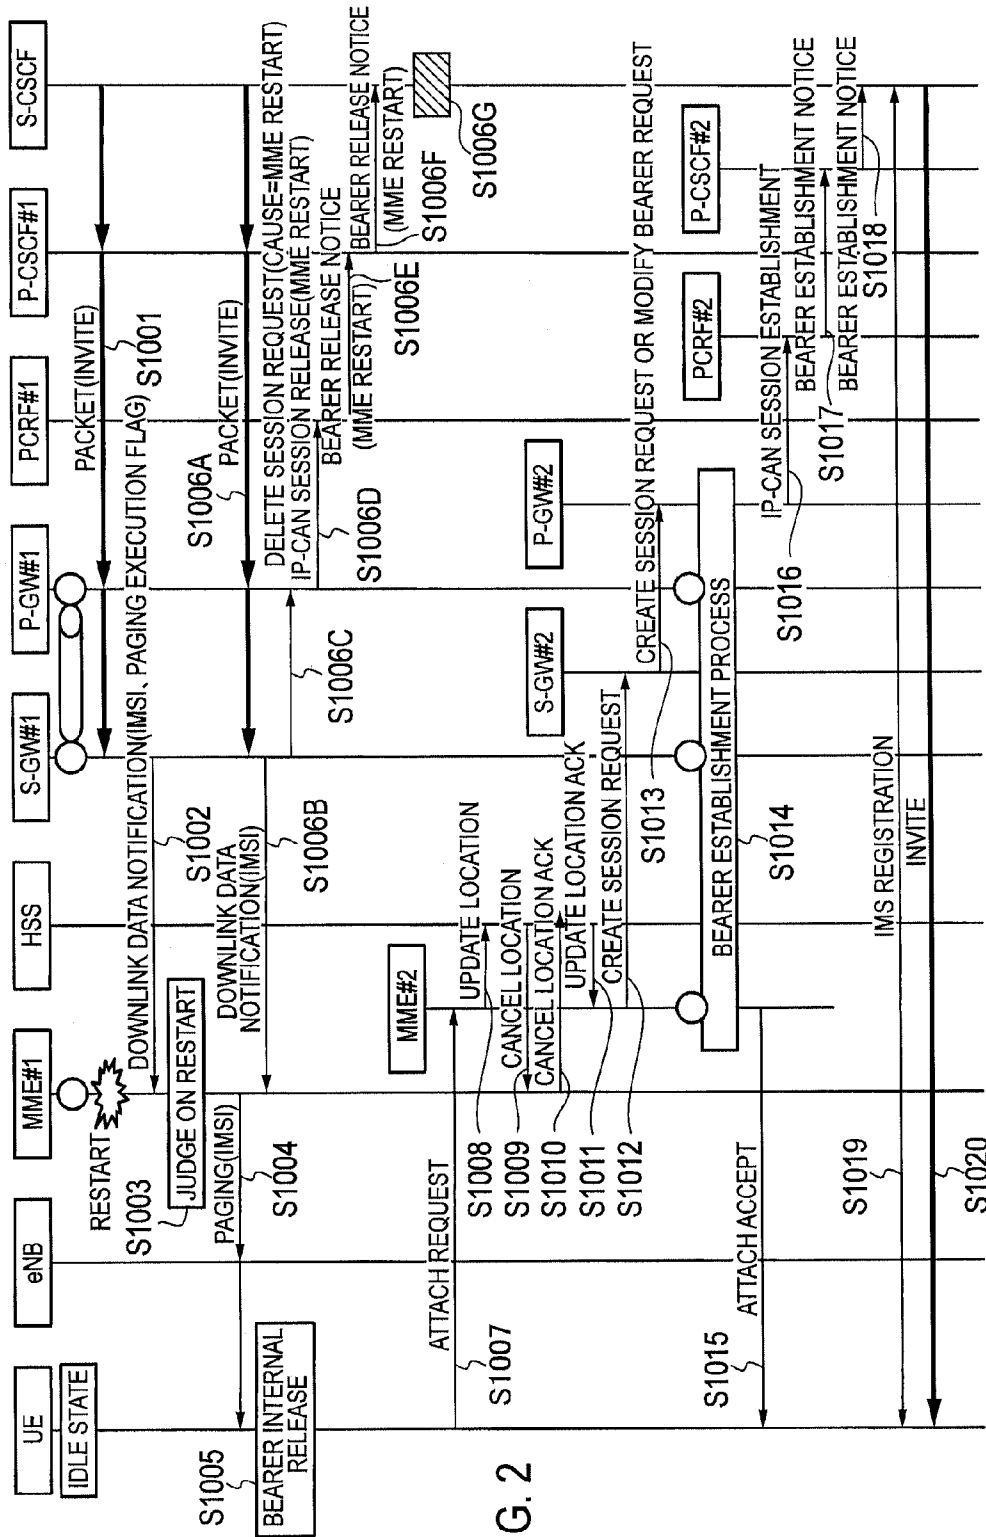 UE
eNB
MME#1
HSS
S-GW#1
P-GW#1
PCRF#1
P-CSCF#1
S-CSCF
IDLE STATE
RESTART
PACKET(INVITE)
S1001
DOWNLINK DATA NOTIFICATION(IMSI、PAGING EXECUTION FLAG)
S1002
S1003
JUDGE ON RESTART
PAGING(IMSI)
S1004
S1005
BEARER INTERNAL
RELEASE
S1006A
PACKET(INVITE)
DOWNLINK DATA
NOTIFICATION(IMSI)
S1006B
DELETE SESSION REQUEST(CAUSE=MME RESTART)
S1006C
IP-CAN SESSION RELEASE(MME RESTART)
S1006D
BEARER RELEASE NOTICE
(MME RESTART)
S1006E
BEARER RELEASE NOTICE
(MME RESTART)
S1006F
S1006G
MME#2
S-GW#2
P-GW#2
PCRF#2
P-CSCF#2
ATTACH REQUEST
S1007
UPDATE LOCATION
S1008
CANCEL LOCATION
S1009
CANCEL LOCATION ACK
S1010
UPDATE LOCATION ACK
S1011
CREATE SESSION REQUEST
S1012
CREATE SESSION REQUEST OR MODIFY BEARER REQUEST
S1013
BEARER ESTABLISHMENT PROCESS
S1014
ATTACH ACCEPT
S1015
IP-CAN SESSION ESTABLISHMENT
S1016
BEARER ESTABLISHMENT NOTICE
S1017
BEARER ESTABLISHMENT NOTICE
S1018
IMS REGISTRATION
S1019
INVITE
S1020
G. 2